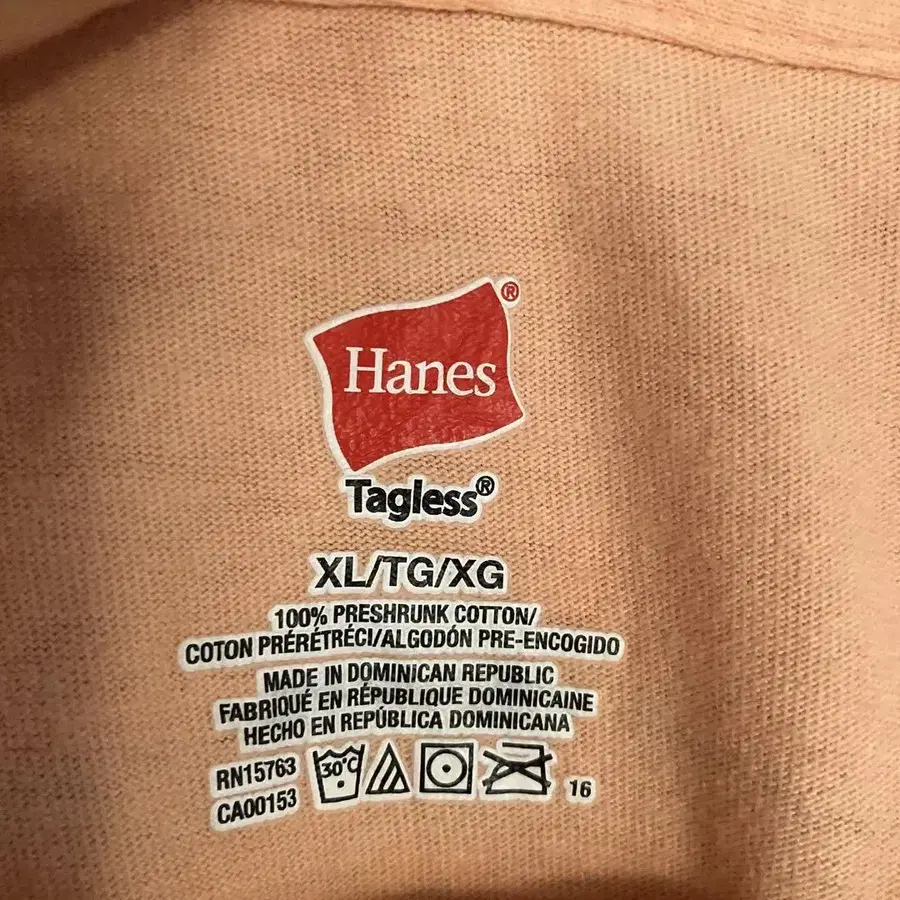 Hanes®
Tagless®
XL/TG/XG
100% PRESHRUNK COTTON/
COTON PRÉRÉTRÉCI/ALGODÓN PRE-ENCOGIDO
MADE IN DOMINICAN REPUBLIC
FABRIQUÉ EN RÉPUBLIQUE DOMINICAINE
HECHO EN REPÚBLICA DOMINICANA
RN15763
CA00153
30°C
16